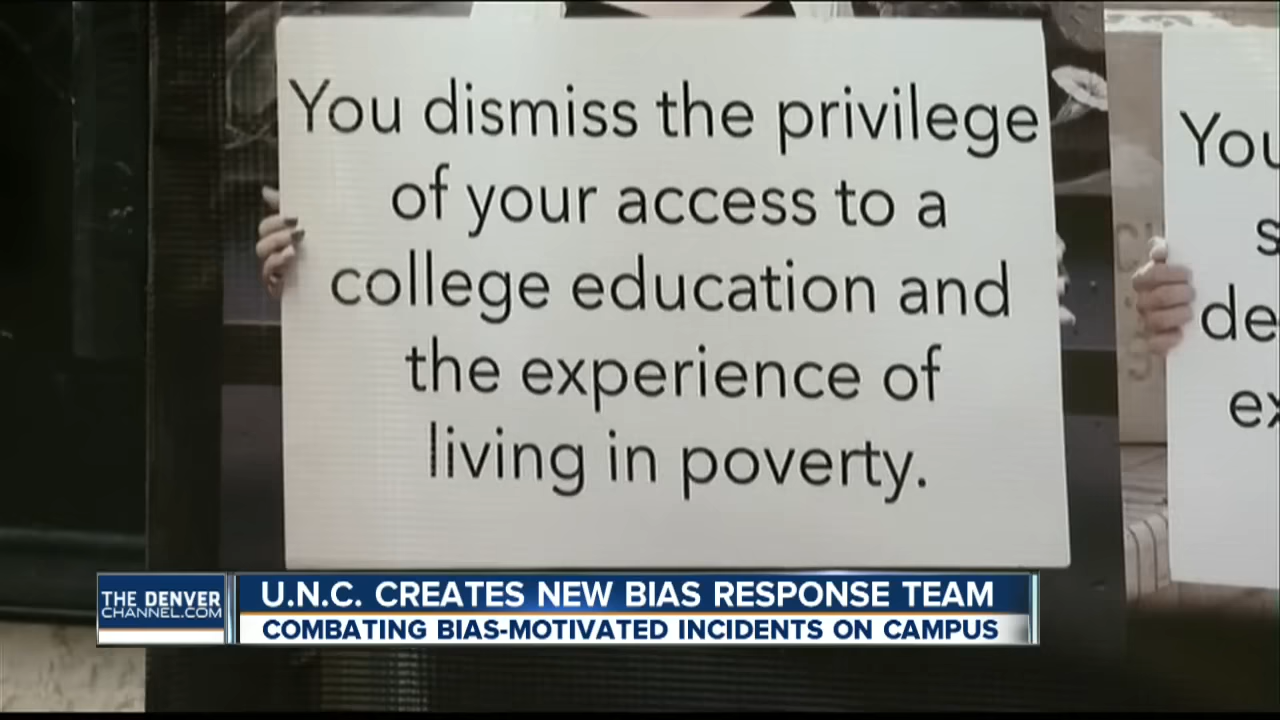 You dismiss the privilege
of your access to a
college education and
the experience of
living in poverty.
You
s
de
ex
THE DENVER
CHANNEL.COM
U.N.C. CREATES NEW BIAS RESPONSE TEAM
COMBATING BIAS-MOTIVATED INCIDENTS ON CAMPUS